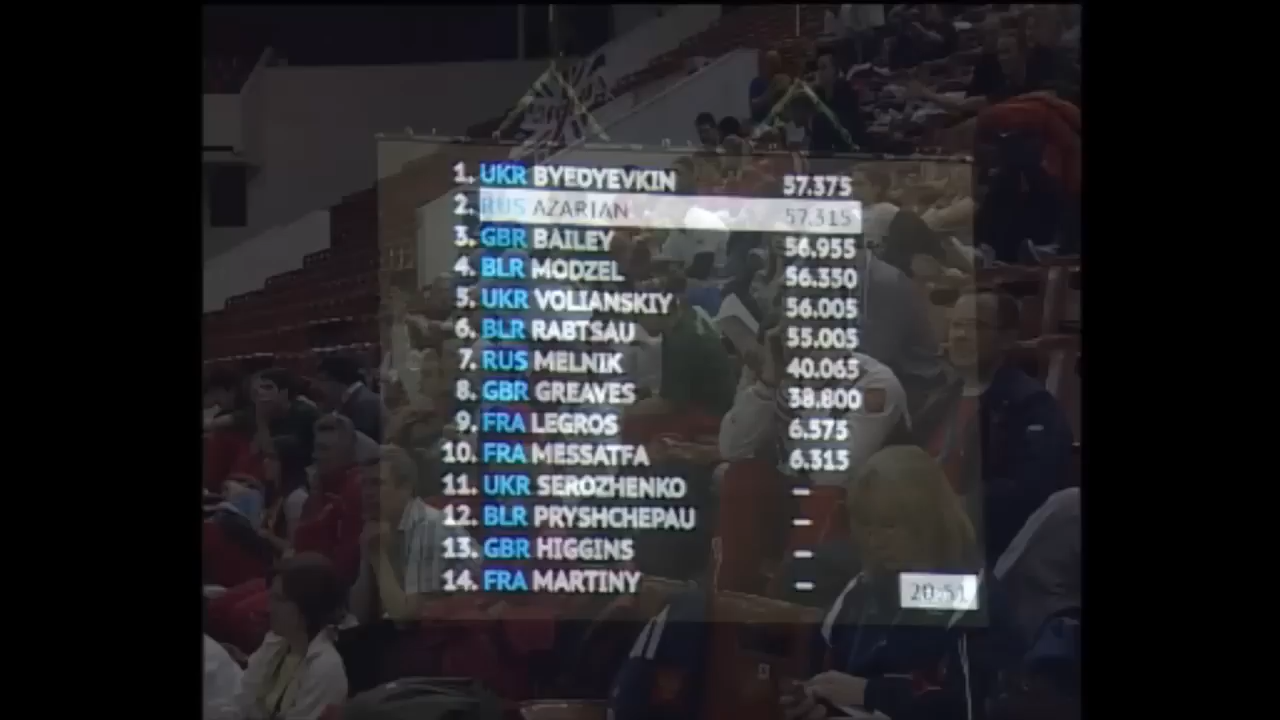 1. UKR BYEDYEVKIN 57.375
2. RUS AZARIAN 57.315
3. GBR BAILEY 56.955
4. BLR MODZEL 56.350
5. UKR VOLIANSKIY 56.005
6. BLR RABTSAU 55.005
7. RUS MELNIK 40.065
8. GBR GREAVES 38.800
9. FRA LEGROS 6.575
10. FRA MESSATFA 6.315
11. UKR SEROZHENKO –
12. BLR PRYSHCHEPAU –
13. GBR HIGGINS –
14. FRA MARTINY –
20:51